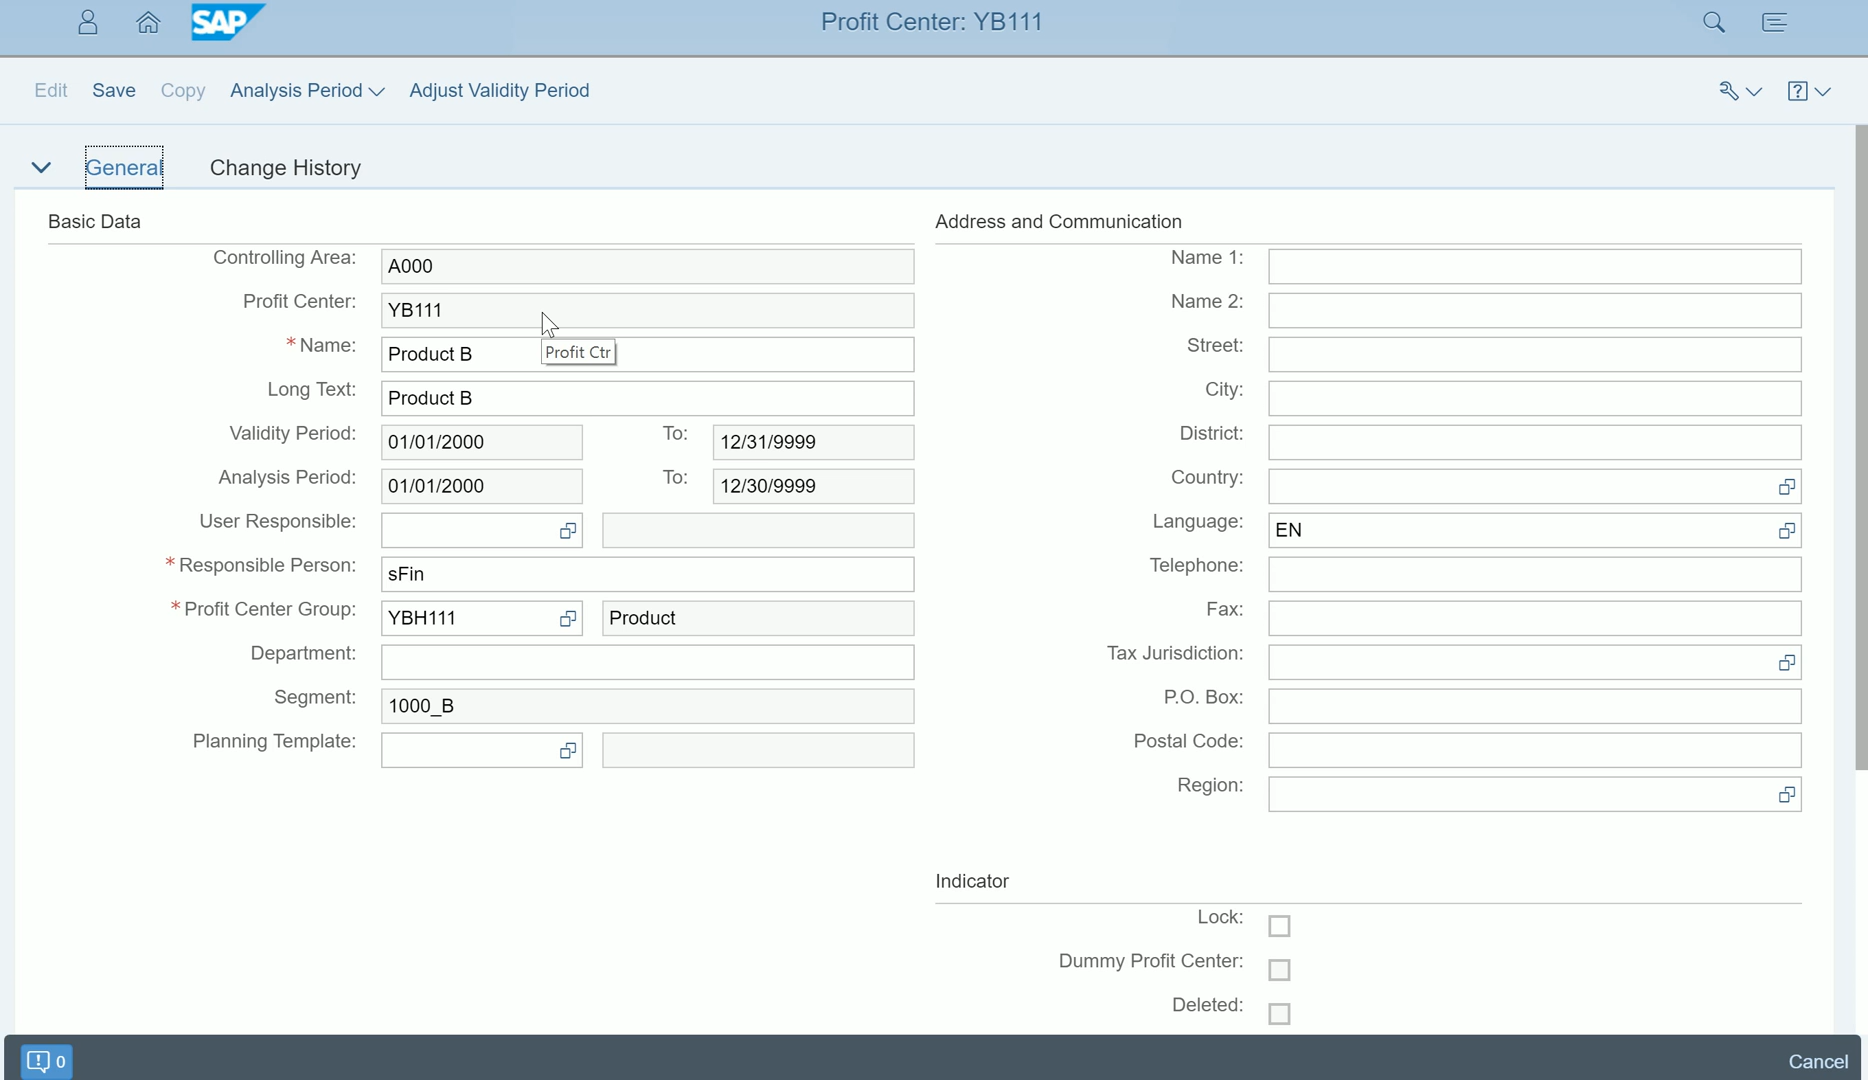 SAP
Profit Center: YB111
Edit Save Copy Analysis Period Adjust Validity Period
?
General Change History
Basic Data
Controlling Area: A000
Profit Center: YB111
Profit Ctr
* Name: Product B
Long Text: Product B
Validity Period: 01/01/2000 To: 12/31/9999
Analysis Period: 01/01/2000 To: 12/30/9999
User Responsible:
* Responsible Person: sFin
* Profit Center Group: YBH111 Product
Department:
Segment: 1000_B
Planning Template:
Address and Communication
Name 1:
Name 2:
Street:
City:
District:
Country:
Language: EN
Telephone:
Fax:
Tax Jurisdiction:
P.O. Box:
Postal Code:
Region:
Indicator
Lock:
Dummy Profit Center:
Deleted:
! 0
Cancel